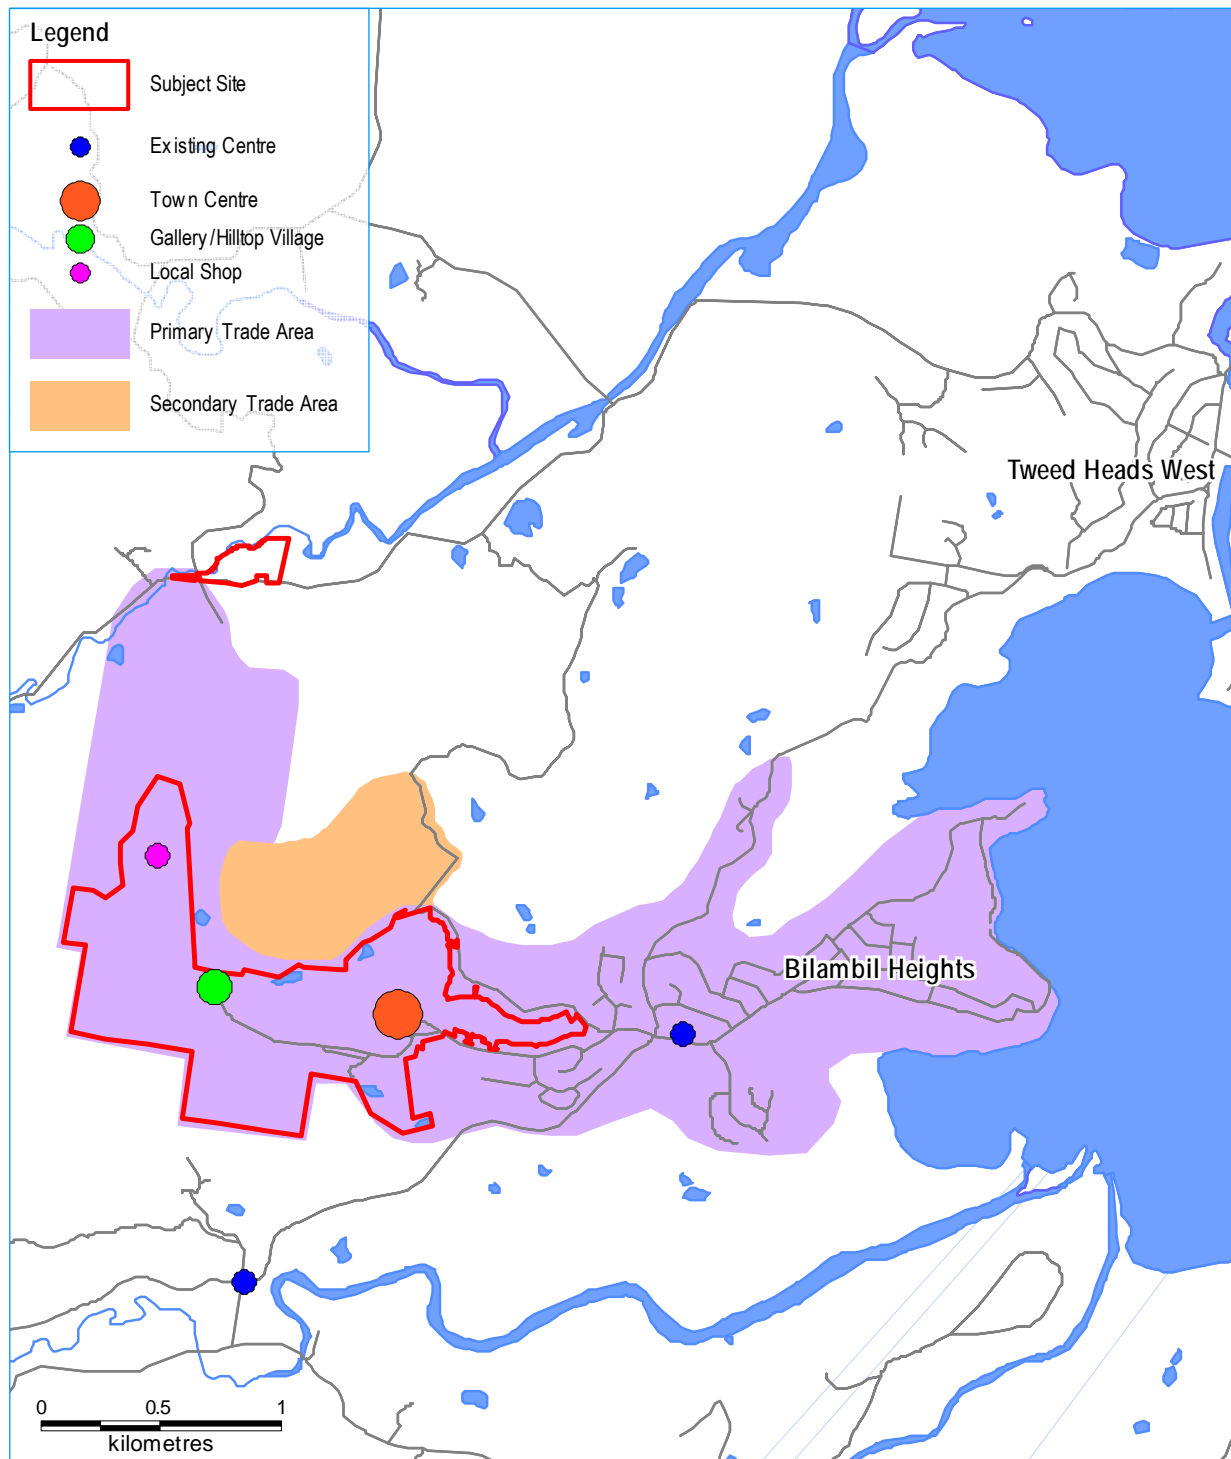 Legend
Subject Site
Existing Centre
Town Centre
Gallery/Hilltop Village
Local Shop
Primary Trade Area
Secondary Trade Area
Tweed Heads West
Bilambil Heights
0 0.5 1
kilometres